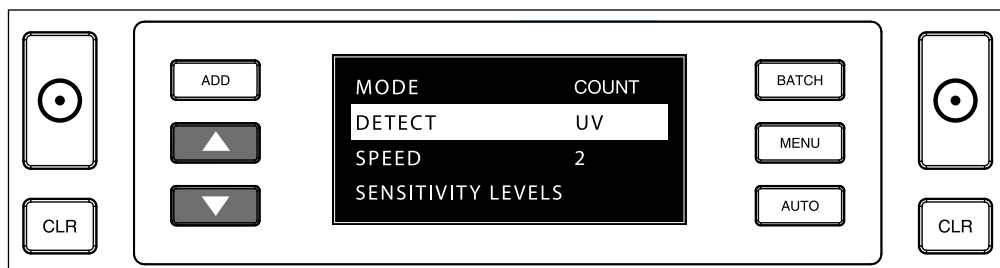 ADD
MODE COUNT
DETECT UV
SPEED 2
SENSITIVITY LEVELS
BATCH
MENU
AUTO
CLR
CLR